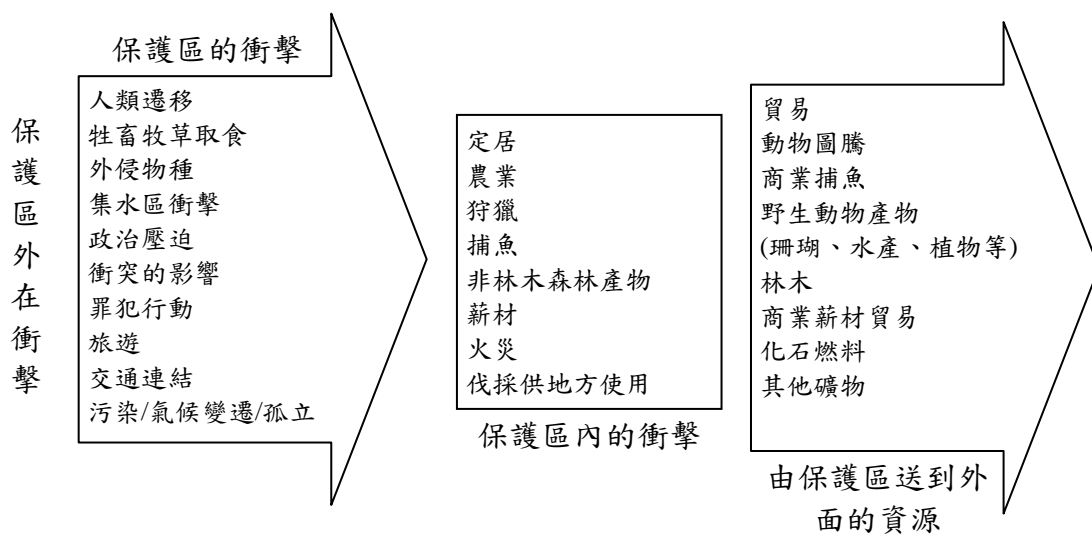 保護區外在衝擊
保護區的衝擊
人類遷移
牲畜牧草取食
外侵物種
集水區衝擊
政治壓迫
衝突的影響
罪犯行動
旅遊
交通連結
污染/氣候變遷/孤立
定居
農業
狩獵
捕魚
非林木森林產物
薪材
火災
伐採供地方使用
保護區內的衝擊
貿易
動物圖騰
商業捕魚
野生動物產物
(珊瑚、水產、植物等)
林木
商業薪材貿易
化石燃料
其他礦物
由保護區送到外
面的資源